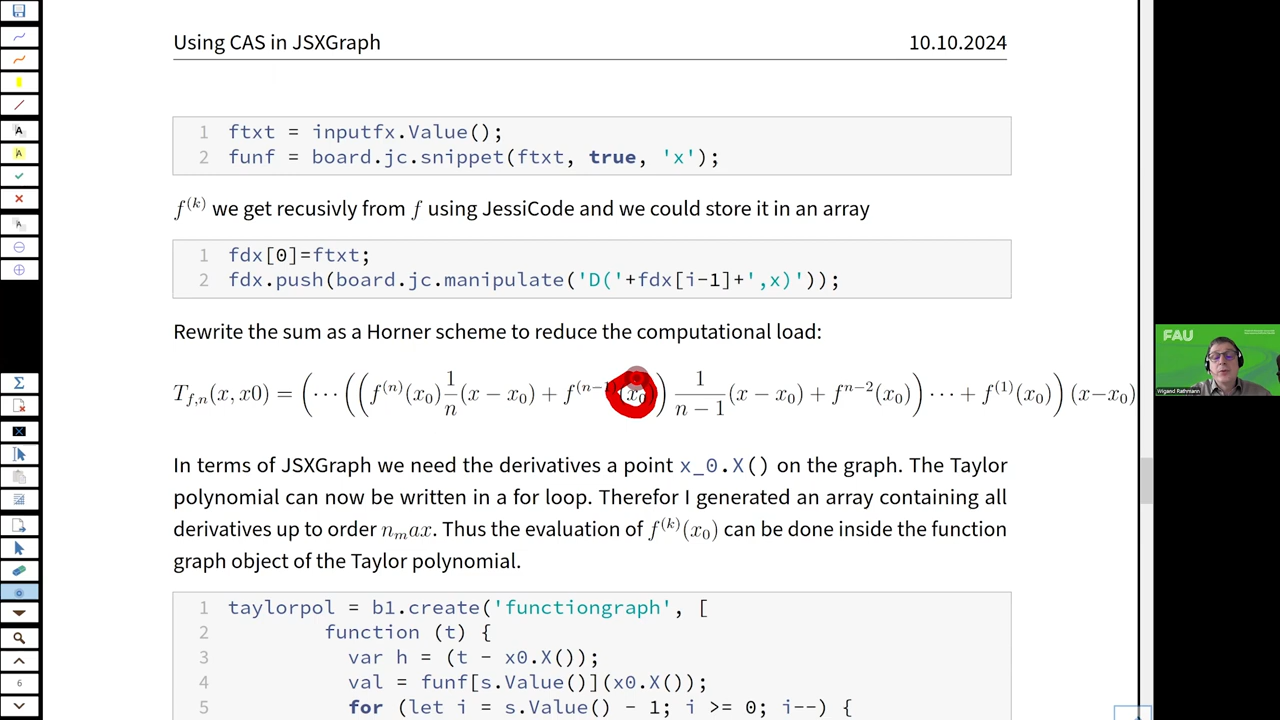 Using CAS in JSXGraph 10.10.2024
1 ftxt = inputfx.Value();
2 funf = board.jc.snippet(ftxt, true, 'x');
f^(k) we get recusivly from f using JessiCode and we could store it in an array
1 fdx[0]=ftxt;
2 fdx.push(board.jc.manipulate('D('+fdx[i-1]+',x)'));
Rewrite the sum as a Horner scheme to reduce the computational load:
T_{f,n}(x, x0) = (⋯ ((f^(n)(x_0) 1/n (x − x_0) + f^(n−1)(x_0)) 1/(n−1) (x − x_0) + f^{n−2}(x_0)) ⋯ + f^(1)(x_0)) (x−x_0)
In terms of JSXGraph we need the derivatives a point x_0.X() on the graph. The Taylor
polynomial can now be written in a for loop. Therefor I generated an array containing all
derivatives up to order n_max. Thus the evaluation of f^(k)(x_0) can be done inside the function
graph object of the Taylor polynomial.
1 taylorpol = b1.create('functiongraph', [
2 function (t) {
3 var h = (t - x0.X());
4 val = funf[s.Value()](x0.X());
5 for (let i = s.Value() - 1; i >= 0; i--) {
6
FAU
Wigand Rathmann